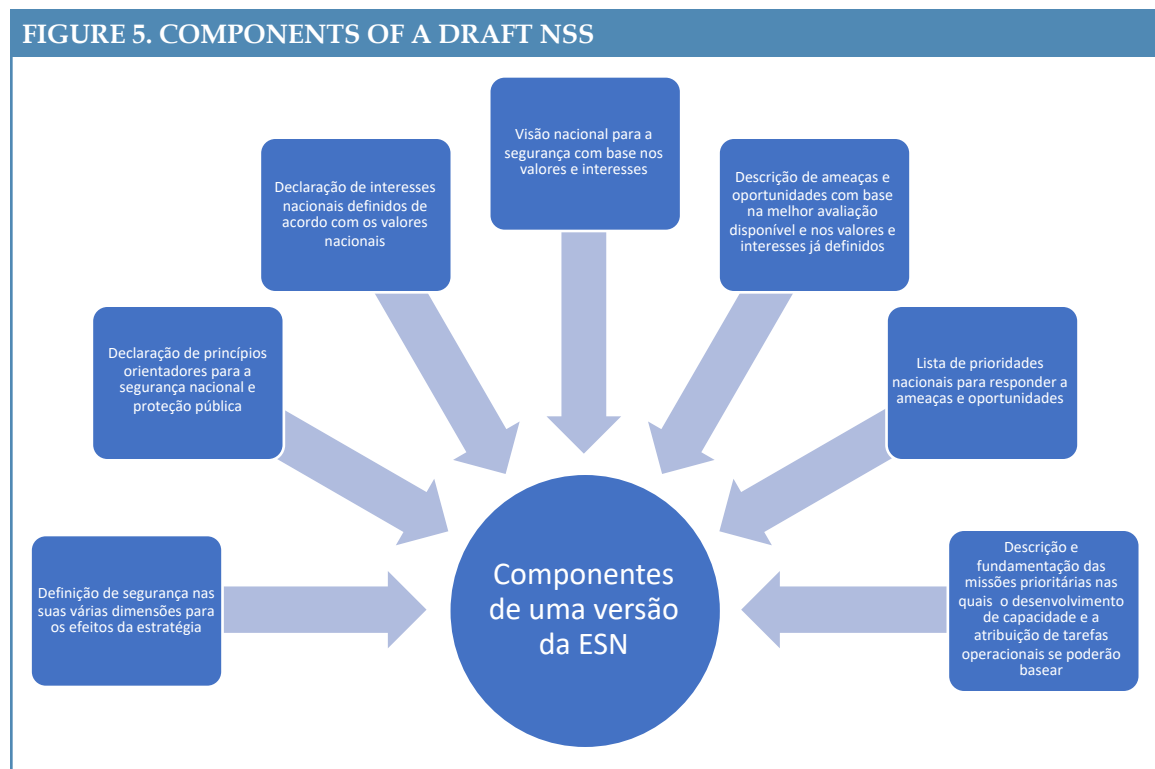 FIGURE 5. COMPONENTS OF A DRAFT NSS
Definição de segurança nas
suas várias dimensões para
os efeitos da estratégia
Declaração de princípios
orientadores para a
segurança nacional e
proteção pública
Declaração de interesses
nacionais definidos de
acordo com os valores
nacionais
Visão nacional para a
segurança com base nos
valores e interesses
Descrição de ameaças e
oportunidades com base
na melhor avaliação
disponível e nos valores e
interesses já definidos
Lista de prioridades
nacionais para responder a
ameaças e oportunidades
Descrição e
fundamentação das
missões prioritárias nas
quais o desenvolvimento
de capacidade e a
atribuição de tarefas
operacionais se poderão
basear
Componentes
de uma versão
da ESN